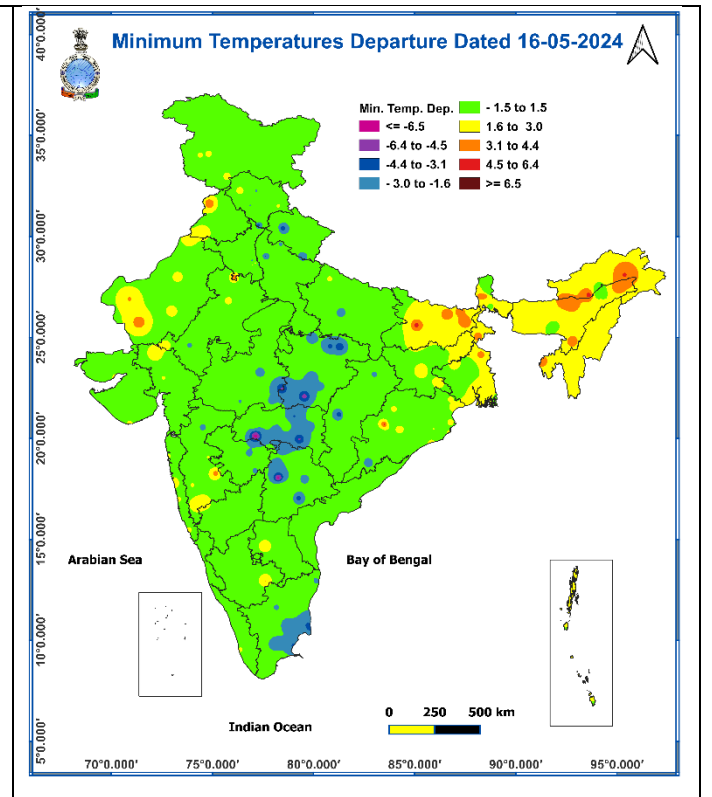 Minimum Temperatures Departure Dated 16-05-2024
Min. Temp. Dep.
<= -6.5
-6.4 to -4.5
-4.4 to -3.1
- 3.0 to -1.6
- 1.5 to 1.5
1.6 to 3.0
3.1 to 4.4
4.5 to 6.4
>= 6.5
40°0.000'
35°0.000'
30°0.000'
25°0.000'
20°0.000'
15°0.000'
10°0.000'
5°0.000'
Arabian Sea
Bay of Bengal
Indian Ocean
0 250 500 km
70°0.000' 75°0.000' 80°0.000' 85°0.000' 90°0.000' 95°0.000'